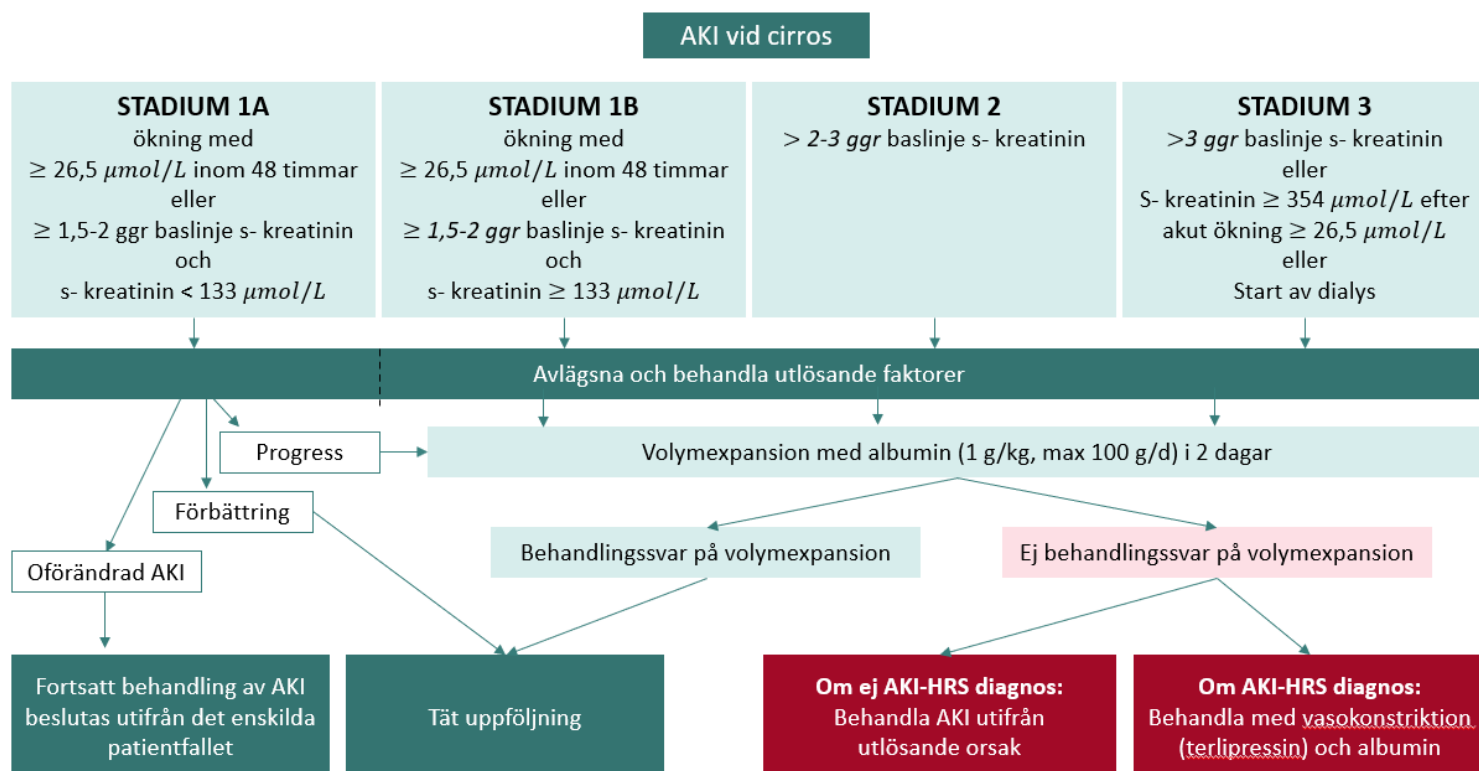 AKI vid cirros
STADIUM 1A
ökning med
≥ 26,5 μmol/L inom 48 timmar
eller
≥ 1,5-2 ggr baslinje s- kreatinin
och
s- kreatinin < 133 μmol/L
STADIUM 1B
ökning med
≥ 26,5 μmol/L inom 48 timmar
eller
≥ 1,5-2 ggr baslinje s- kreatinin
och
s- kreatinin ≥ 133 μmol/L
STADIUM 2
> 2-3 ggr baslinje s- kreatinin
STADIUM 3
>3 ggr baslinje s- kreatinin
eller
S- kreatinin ≥ 354 μmol/L efter
akut ökning ≥ 26,5 μmol/L
eller
Start av dialys
Avlägsna och behandla utlösande faktorer
Progress
Volymexpansion med albumin (1 g/kg, max 100 g/d) i 2 dagar
Förbättring
Behandlingssvar på volymexpansion
Ej behandlingssvar på volymexpansion
Oförändrad AKI
Fortsatt behandling av AKI
beslutas utifrån det enskilda
patientfallet
Tät uppföljning
Om ej AKI-HRS diagnos:
Behandla AKI utifrån
utlösande orsak
Om AKI-HRS diagnos:
Behandla med vasokonstriktion
(terlipressin) och albumin